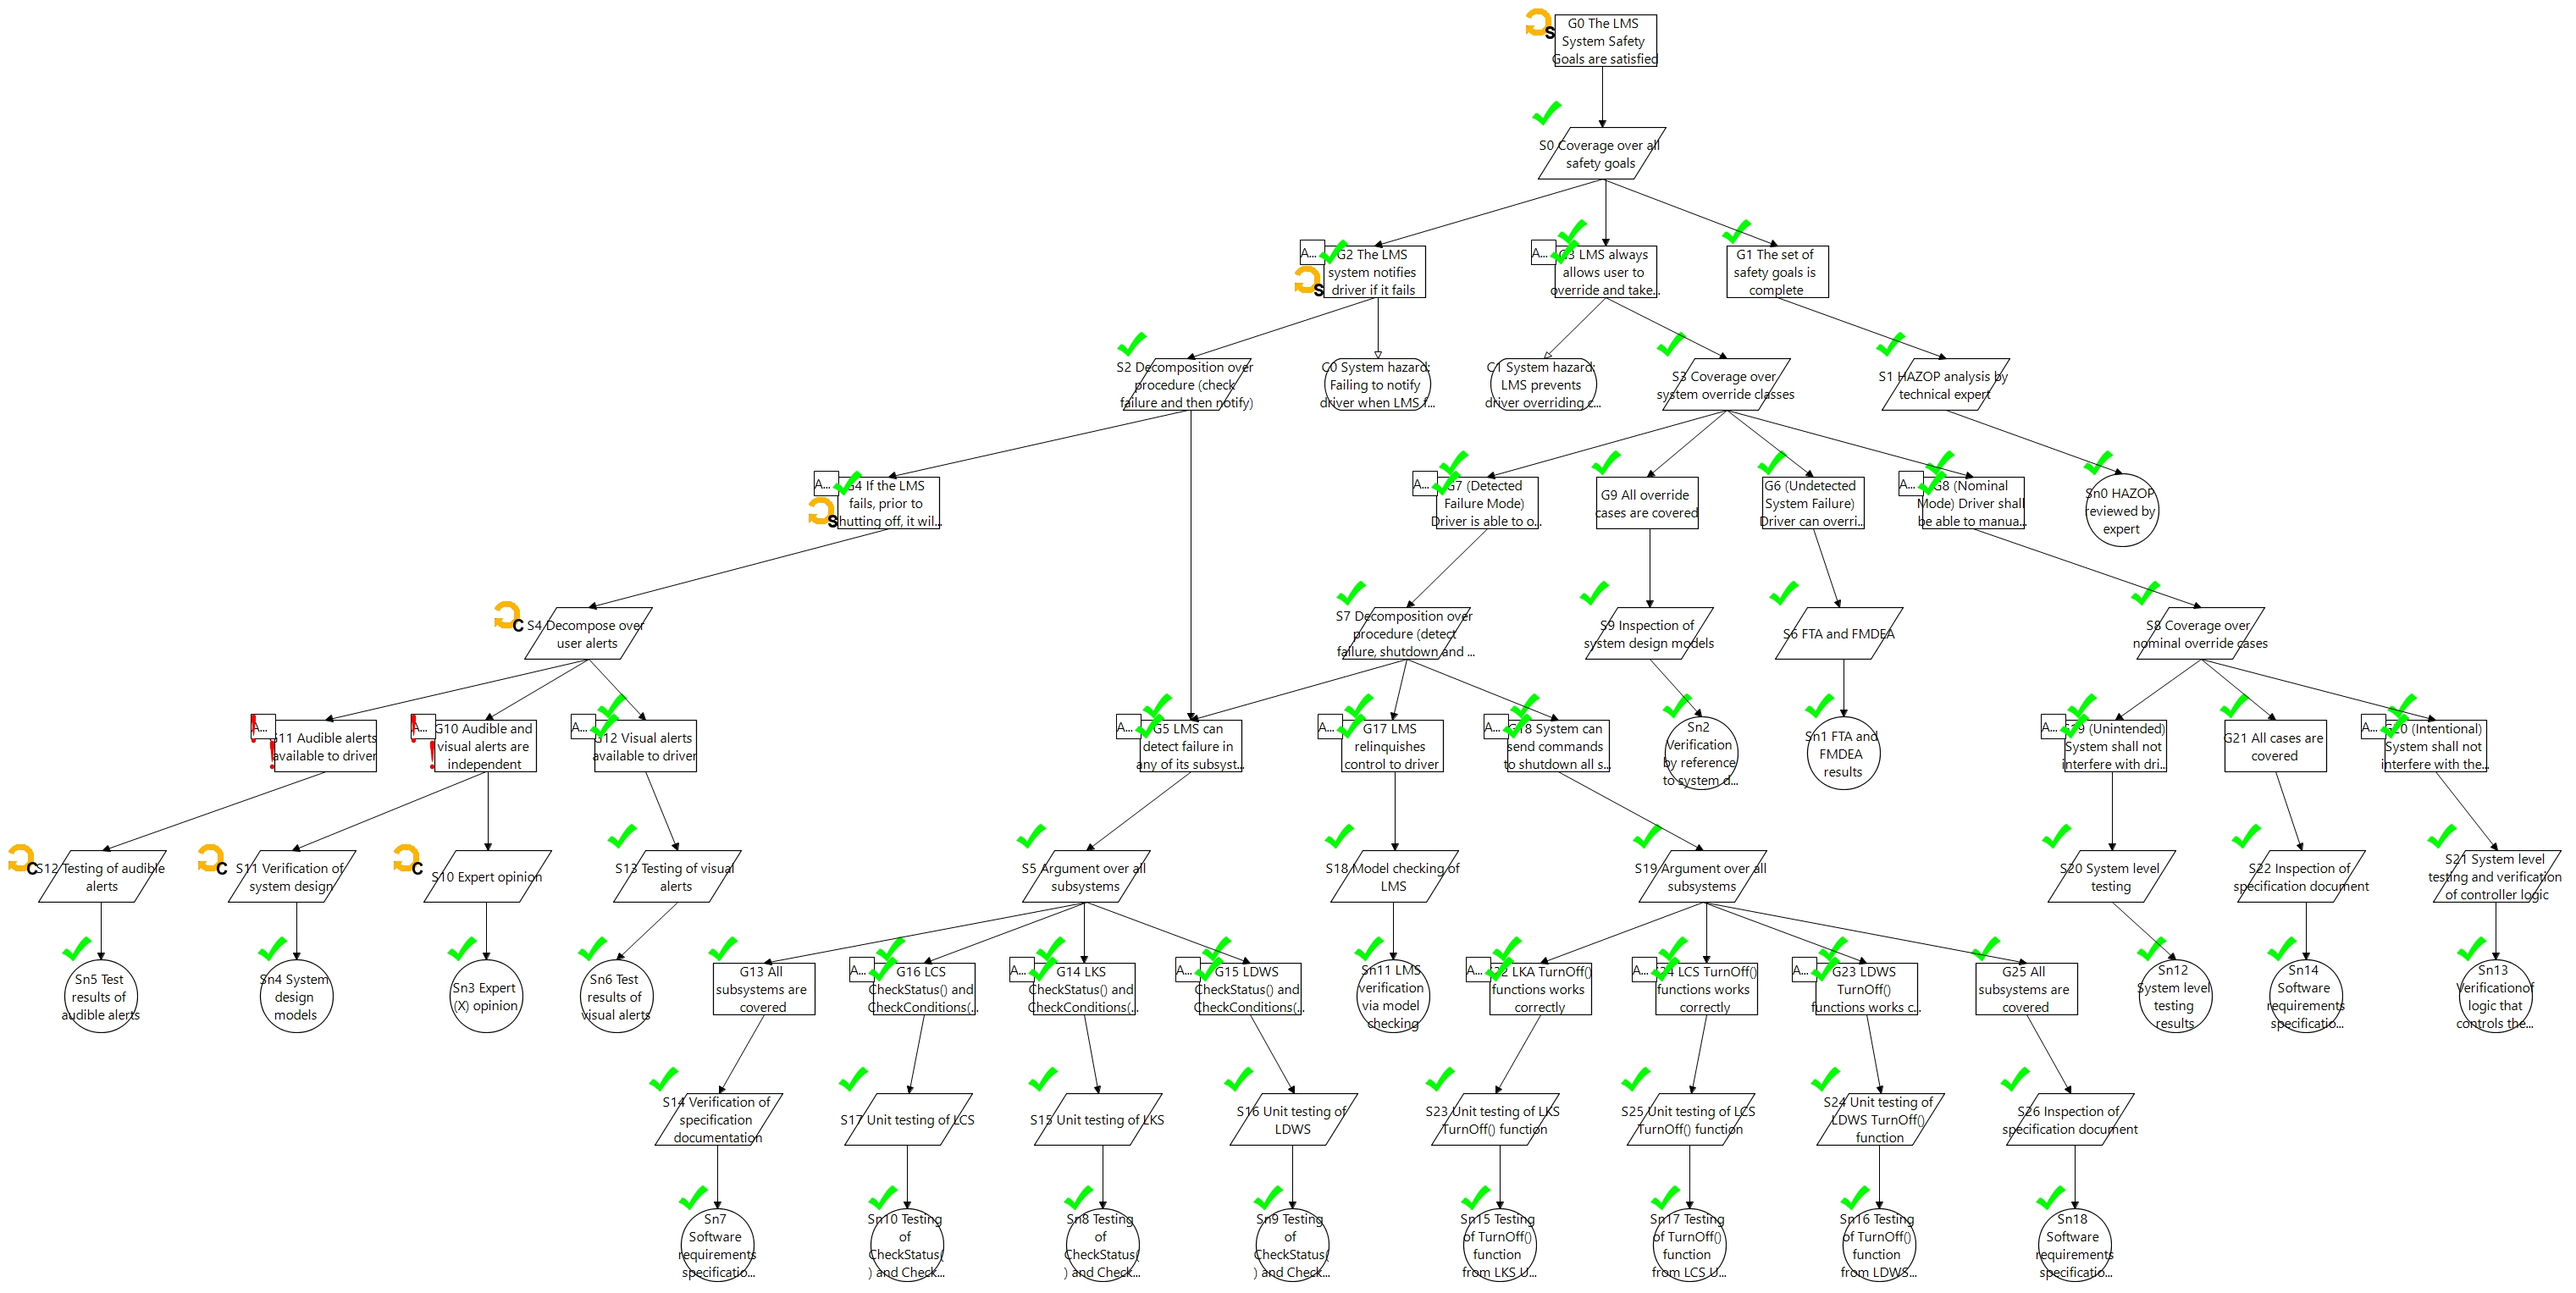 G0 The LMS
System Safety
Goals are satisfied
S
S0 Coverage over all
safety goals
A...
G2 The LMS
system notifies
driver if it fails
S
A...
G3 LMS always
allows user to
override and take...
G1 The set of
safety goals is
complete
S2 Decomposition over
procedure (check
failure and then notify)
C0 System hazard:
Failing to notify
driver when LMS f...
C1 System hazard:
LMS prevents
driver overriding c...
S3 Coverage over
system override classes
S1 HAZOP analysis by
technical expert
A...
G4 If the LMS
fails, prior to
shutting off, it wil...
S
A...
G7 (Detected
Failure Mode)
Driver is able to o...
G9 All override
cases are covered
G6 (Undetected
System Failure)
Driver can overri...
A...
G8 (Nominal
Mode) Driver shall
be able to manua...
Sn0 HAZOP
reviewed by
expert
C
S4 Decompose over
user alerts
S7 Decomposition over
procedure (detect
failure, shutdown and ...
S9 Inspection of
system design models
S6 FTA and FMDEA
S8 Coverage over
nominal override cases
A...
G11 Audible alerts
available to driver
A...
G10 Audible and
visual alerts are
independent
A...
G12 Visual alerts
available to driver
A...
G5 LMS can
detect failure in
any of its subsyst...
A...
G17 LMS
relinquishes
control to driver
A...
G18 System can
send commands
to shutdown all s...
Sn2
Verification
by reference
to system d...
Sn1 FTA and
FMDEA
results
A...
G19 (Unintended)
System shall not
interfere with dri...
G21 All cases are
covered
A...
G20 (Intentional)
System shall not
interfere with the...
C
S12 Testing of audible
alerts
C
S11 Verification of
system design
C
S10 Expert opinion
S13 Testing of visual
alerts
S5 Argument over all
subsystems
S18 Model checking of
LMS
S19 Argument over all
subsystems
S20 System level
testing
S22 Inspection of
specification document
S21 System level
testing and verification
of controller logic
Sn5 Test
results of
audible alerts
Sn4 System
design
models
Sn3 Expert
(X) opinion
Sn6 Test
results of
visual alerts
G13 All
subsystems are
covered
A...
G16 LCS
CheckStatus() and
CheckConditions(...
A...
G14 LKS
CheckStatus() and
CheckConditions(...
A...
G15 LDWS
CheckStatus() and
CheckConditions(...
Sn11 LMS
verification
via model
checking
A...
G22 LKA TurnOff()
functions works
correctly
A...
G24 LCS TurnOff()
functions works
correctly
A...
G23 LDWS
TurnOff()
functions works c...
G25 All
subsystems are
covered
Sn12
System level
testing
results
Sn14
Software
requirements
specificatio...
Sn13
Verificationof
logic that
controls the...
S14 Verification of
specification
documentation
S17 Unit testing of LCS
S15 Unit testing of LKS
S16 Unit testing of
LDWS
S23 Unit testing of LKS
TurnOff() function
S25 Unit testing of LCS
TurnOff() function
S24 Unit testing of
LDWS TurnOff()
function
S26 Inspection of
specification document
Sn7
Software
requirements
specificatio...
Sn10 Testing
of
CheckStatus(
) and Check...
Sn8 Testing
of
CheckStatus(
) and Check...
Sn9 Testing
of
CheckStatus(
) and Check...
Sn15 Testing
of TurnOff()
function
from LKS U...
Sn17 Testing
of TurnOff()
function
from LCS U...
Sn16 Testing
of TurnOff()
function
from LDWS...
Sn18
Software
requirements
specificatio...